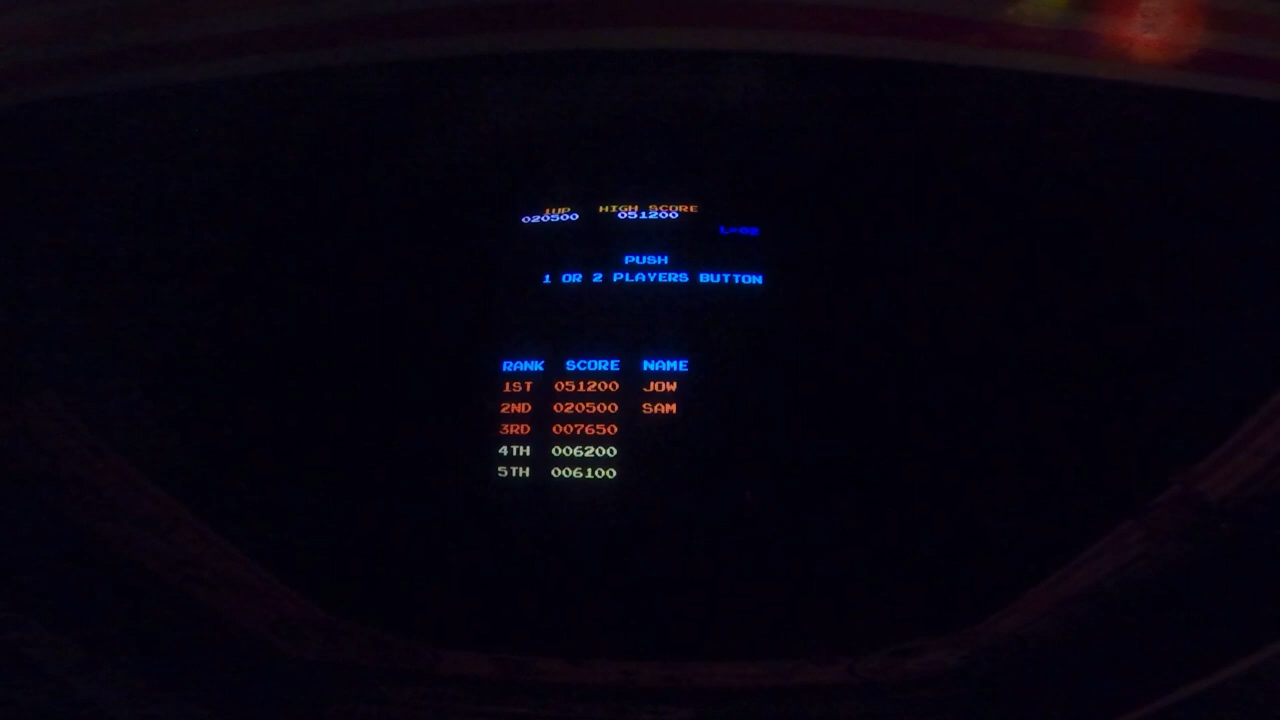 1UP HIGH SCORE
020500 051200
L=02
PUSH
1 OR 2 PLAYERS BUTTON
RANK SCORE NAME
1ST 051200 JOW
2ND 020500 SAM
3RD 007650
4TH 006200
5TH 006100